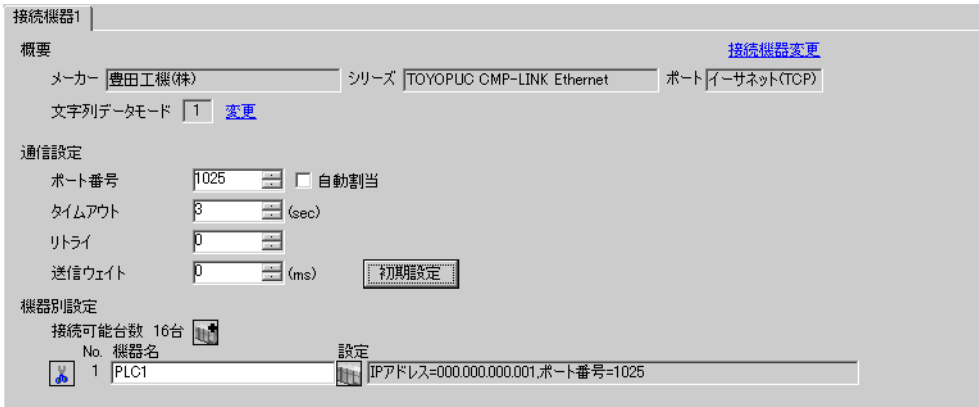 接続機器1
概要 接続機器変更
メーカー 豊田工機(株) シリーズ TOYOPUC CMP-LINK Ethernet ポート イーサネット(TCP)
文字列データモード 1 変更
通信設定
ポート番号 1025 自動割当
タイムアウト 3 (sec)
リトライ 0
送信ウェイト 0 (ms) 初期設定
機器別設定
接続可能台数 16台
No. 機器名 設定
1 PLC1 IPアドレス=000.000.000.001,ポート番号=1025